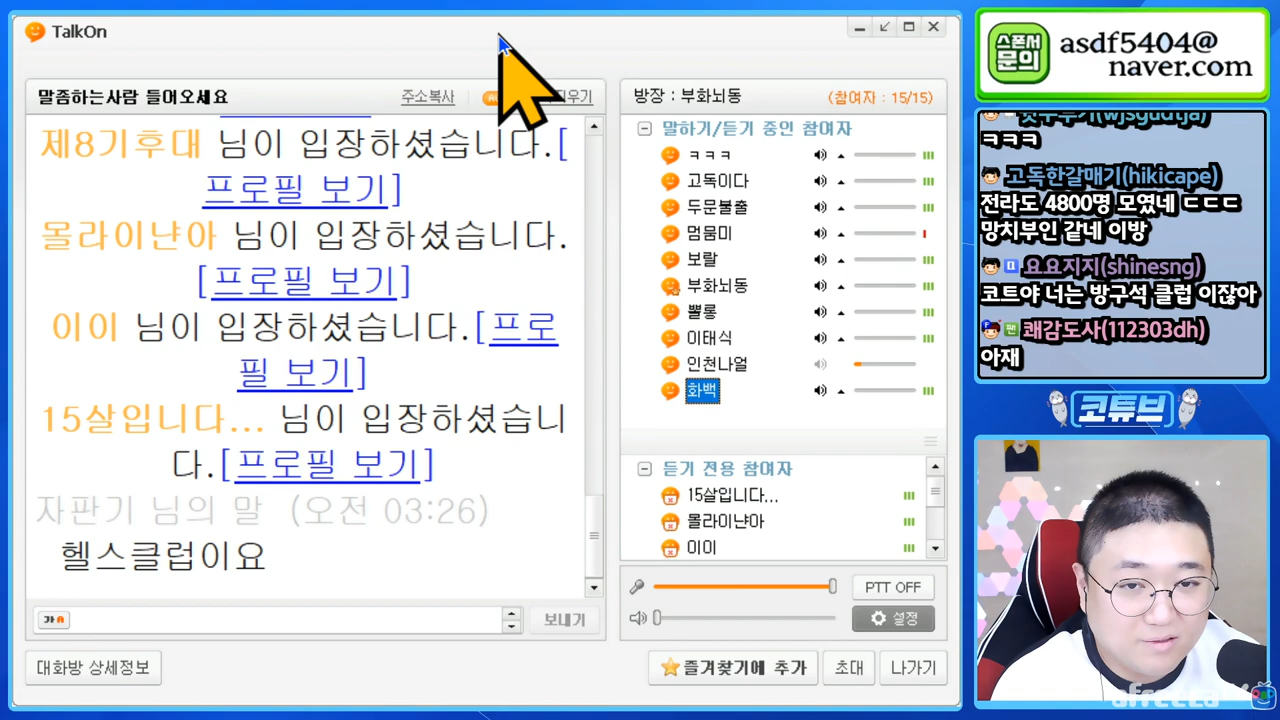 TalkOn
말좀하는사람 들어오세요
주소복사
제8기후대 님이 입장하셨습니다.[
프로필 보기]
몰라이냔아 님이 입장하셨습니다.
[프로필 보기]
이이 님이 입장하셨습니다.[프로
필 보기]
15살입니다... 님이 입장하셨습니
다.[프로필 보기]
자판기 님의 말 (오전 03:26)
헬스클럽이요
가A
보내기
대화방 상세정보
방장 : 부화뇌동
(참여자 : 15/15)
말하기/듣기 중인 참여자
ㅋㅋㅋ
고독이다
두문불출
멈뭄미
보랄
부화뇌동
뿔롱
이태식
인천나얼
화백
듣기 전용 참여자
15살입니다...
몰라이냔아
이이
PTT OFF
설정
즐겨찾기에 추가
초대
나가기
스폰서
문의
asdf5404@
naver.com
ㅋㅋㅋ
고독한갈매기(hikicape)
전라도 4800명 모였네 ㄷㄷㄷ
망치부인 같네 이방
요요지지(shinesng)
코트야 너는 방구석 클럽 이잖아
팬 쾌감도사(112303dh)
아재
코튜브